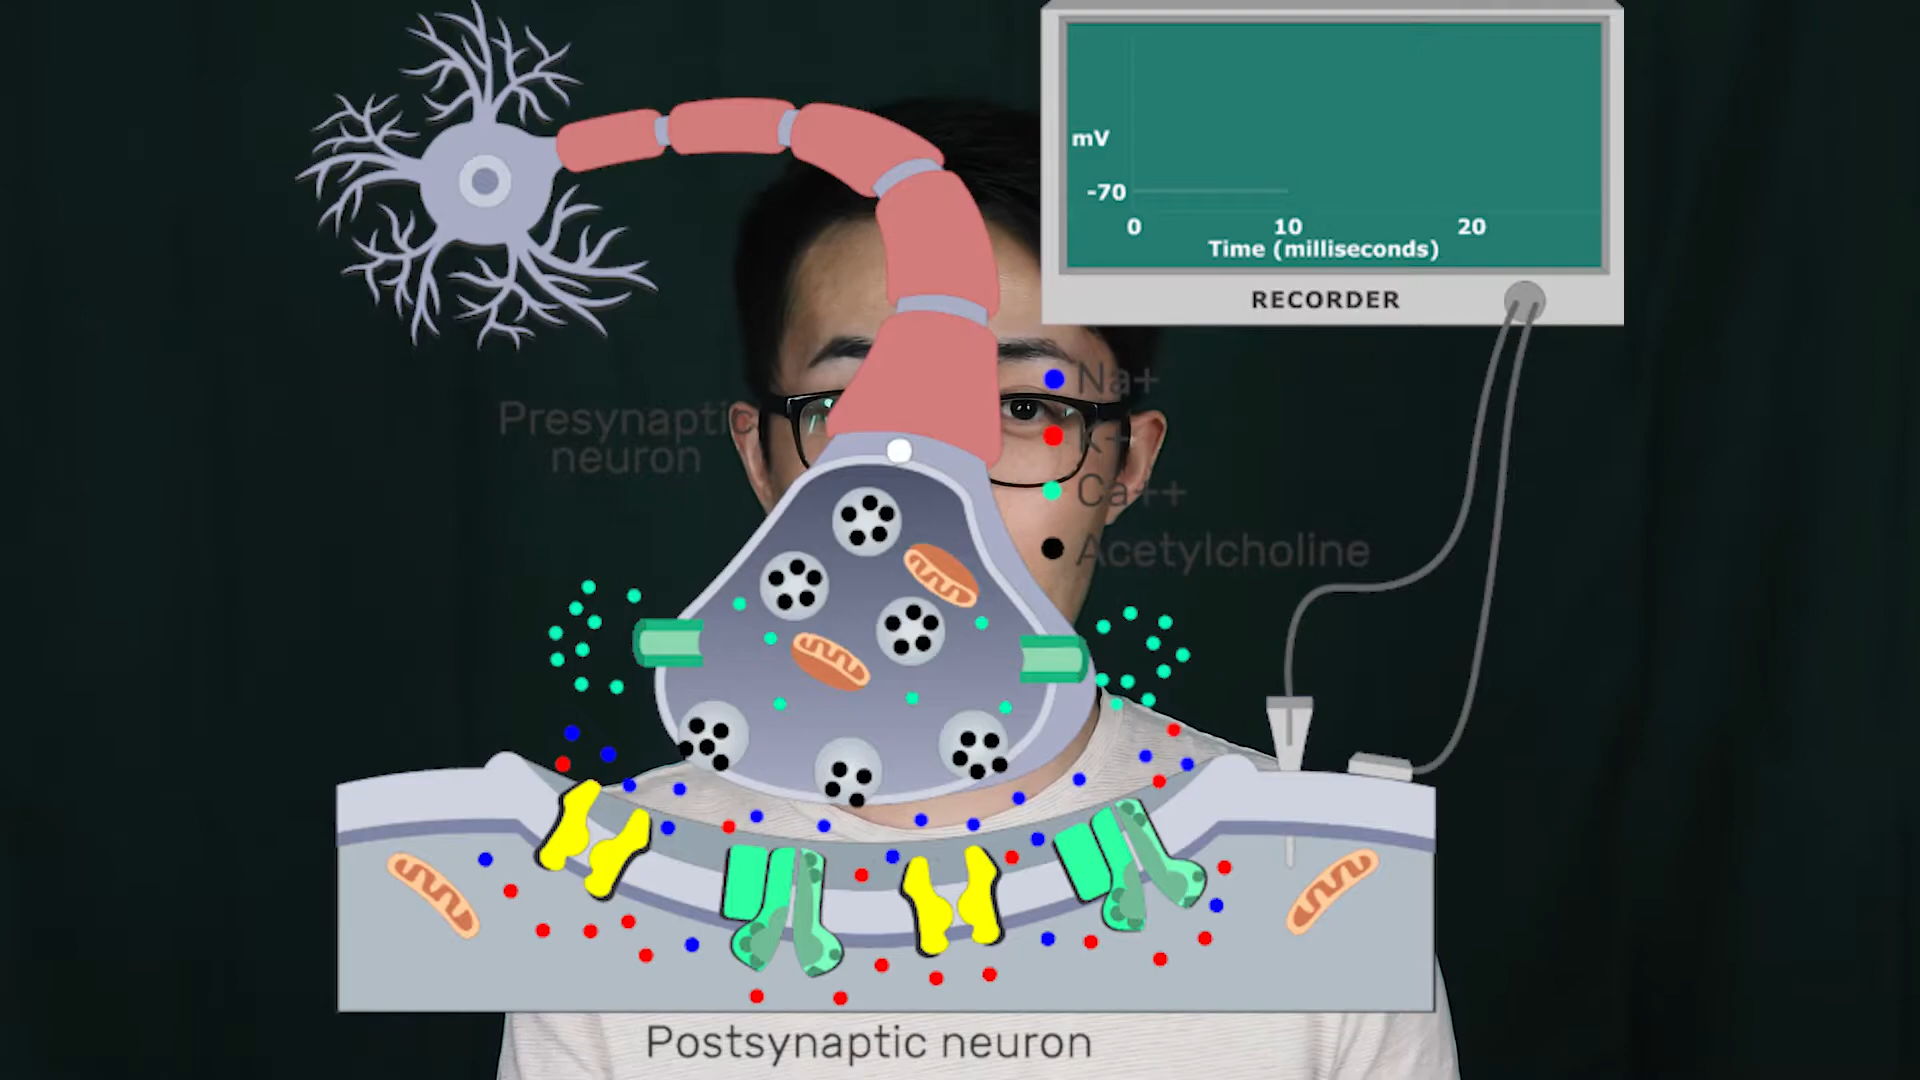 mV
-70
0 10 20
Time (milliseconds)
RECORDER
Na+
K+
Ca++
Acetylcholine
Presynaptic
neuron
Postsynaptic neuron